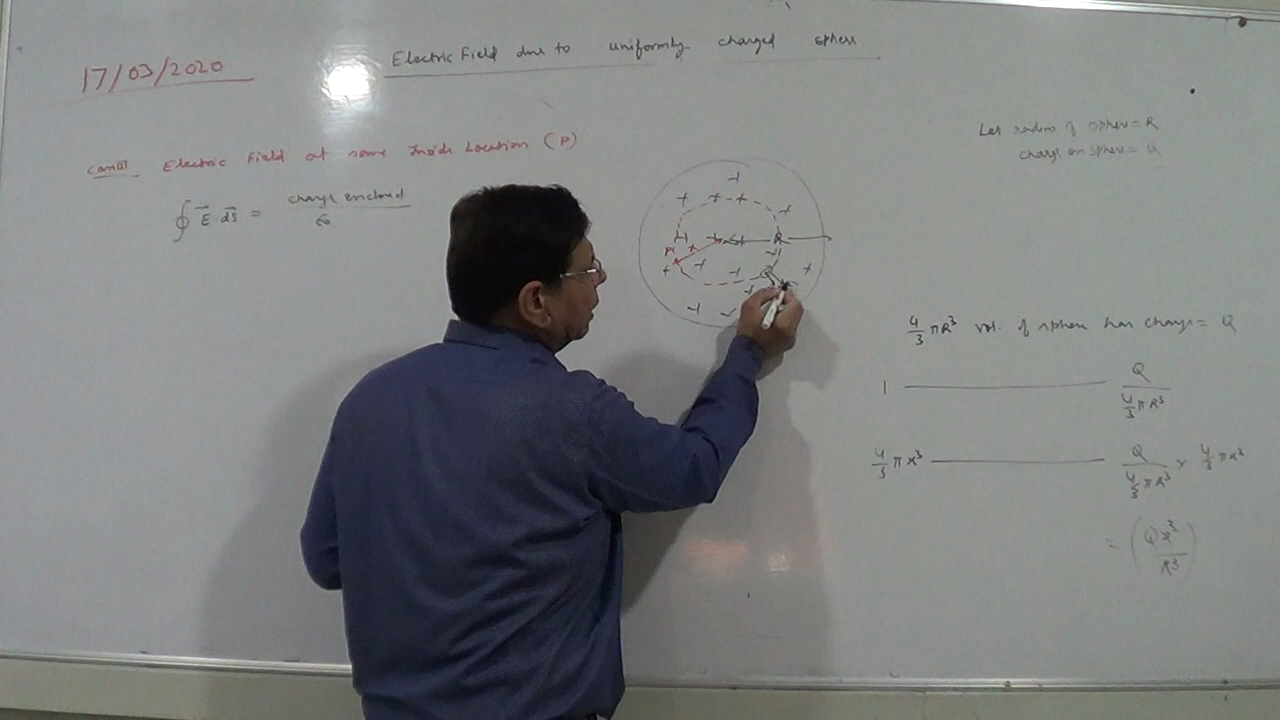 17/03/2020
Electric Field due to uniformly charged sphere
Let radius of sphere = R
charge on sphere = Q
Case II Electric Field at some Inside Location (P)
∮ E⃗ dS⃗ = charge enclosed / ε₀
P
R
4/3 πR³ vol. of sphere has charge = Q
1 ———— Q / (4/3 πR³)
4/3 πx³ ———— Q / (4/3 πR³) × 4/3 πx³
= (Qx³ / R³)